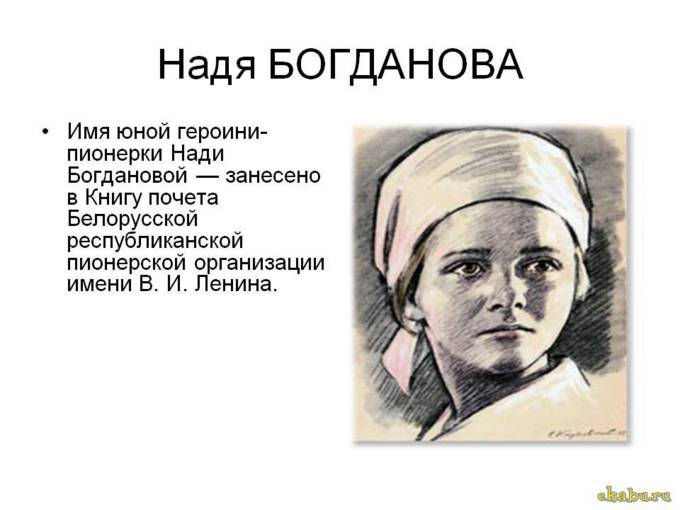 Надя БОГДАНОВА
• Имя юной героини-
пионерки Нади
Богдановой — занесено
в Книгу почета
Белорусской
республиканской
пионерской организации
имени В. И. Ленина.
ekabu.ru